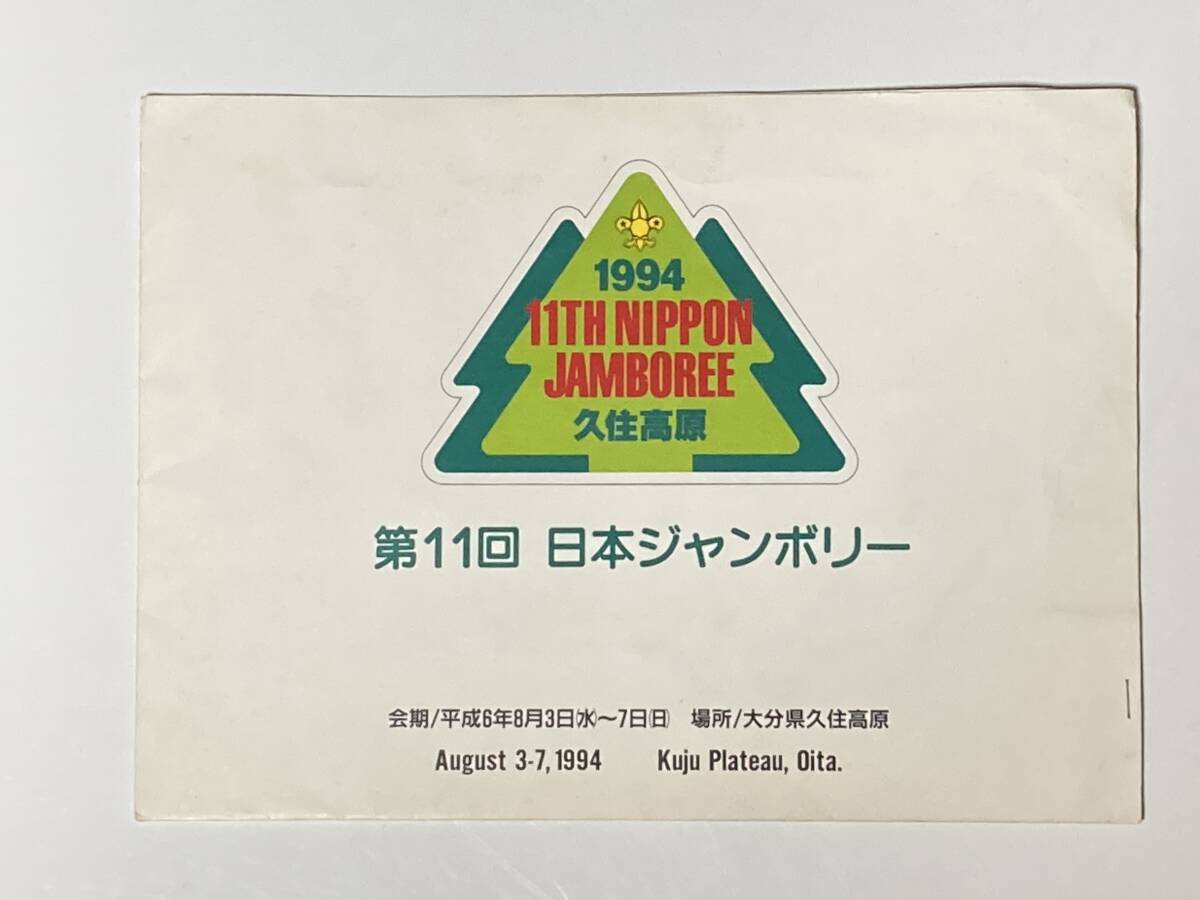 1994
11TH NIPPON
JAMBOREE
久住高原
第11回 日本ジャンボリー
会期/平成6年8月3日㈬〜7日㈰ 場所/大分県久住高原
August 3-7, 1994 Kuju Plateau, Oita.